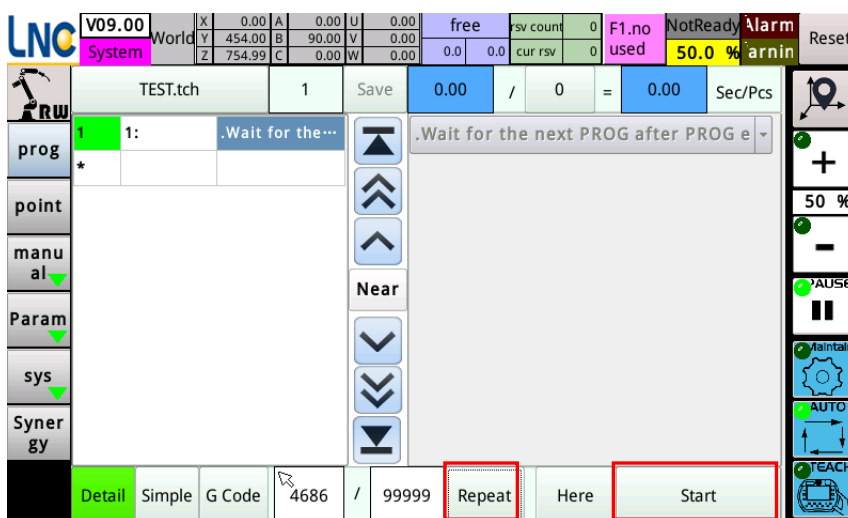 LNC
V09.00
System
World
X 0.00 A 0.00 U 0.00
Y 454.00 B 90.00 V 0.00
Z 754.99 C 0.00 W 0.00
free
0.0 0.0
rsv count 0
cur rsv 0
F1.no
used
NotReady
50.0 %
Alarm
arnin
Reset
RW
TEST.tch 1 Save 0.00 / 0 = 0.00 Sec/Pcs
prog
point
manu
al
Param
sys
Syner
gy
1 1: .Wait for the⋯
*
Near
.Wait for the next PROG after PROG e
+
50 %
-
PAUSE
Maintai
AUTO
TEACH
Detail Simple G Code 4686 / 99999 Repeat Here Start